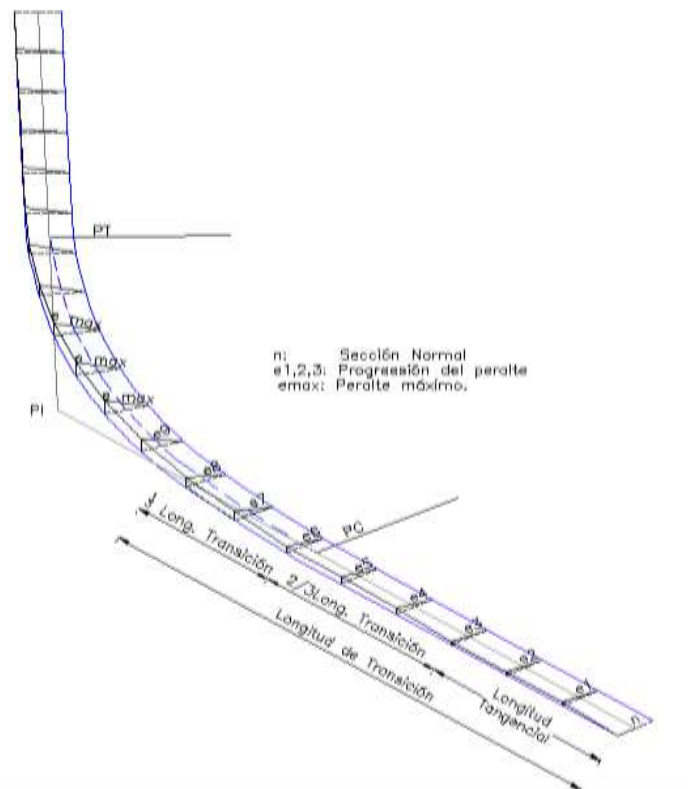 PT
e max
e max
e max
n: Sección Normal
e1,2,3: Progresión del peralte
emax: Peralte máximo.
PI
e9
e8
e7
e6
PC
e5
e4
e3
e2
e1
n
Long. Transición
2/3Long. Transición
Longitud
Tangencial
Longitud de Transición